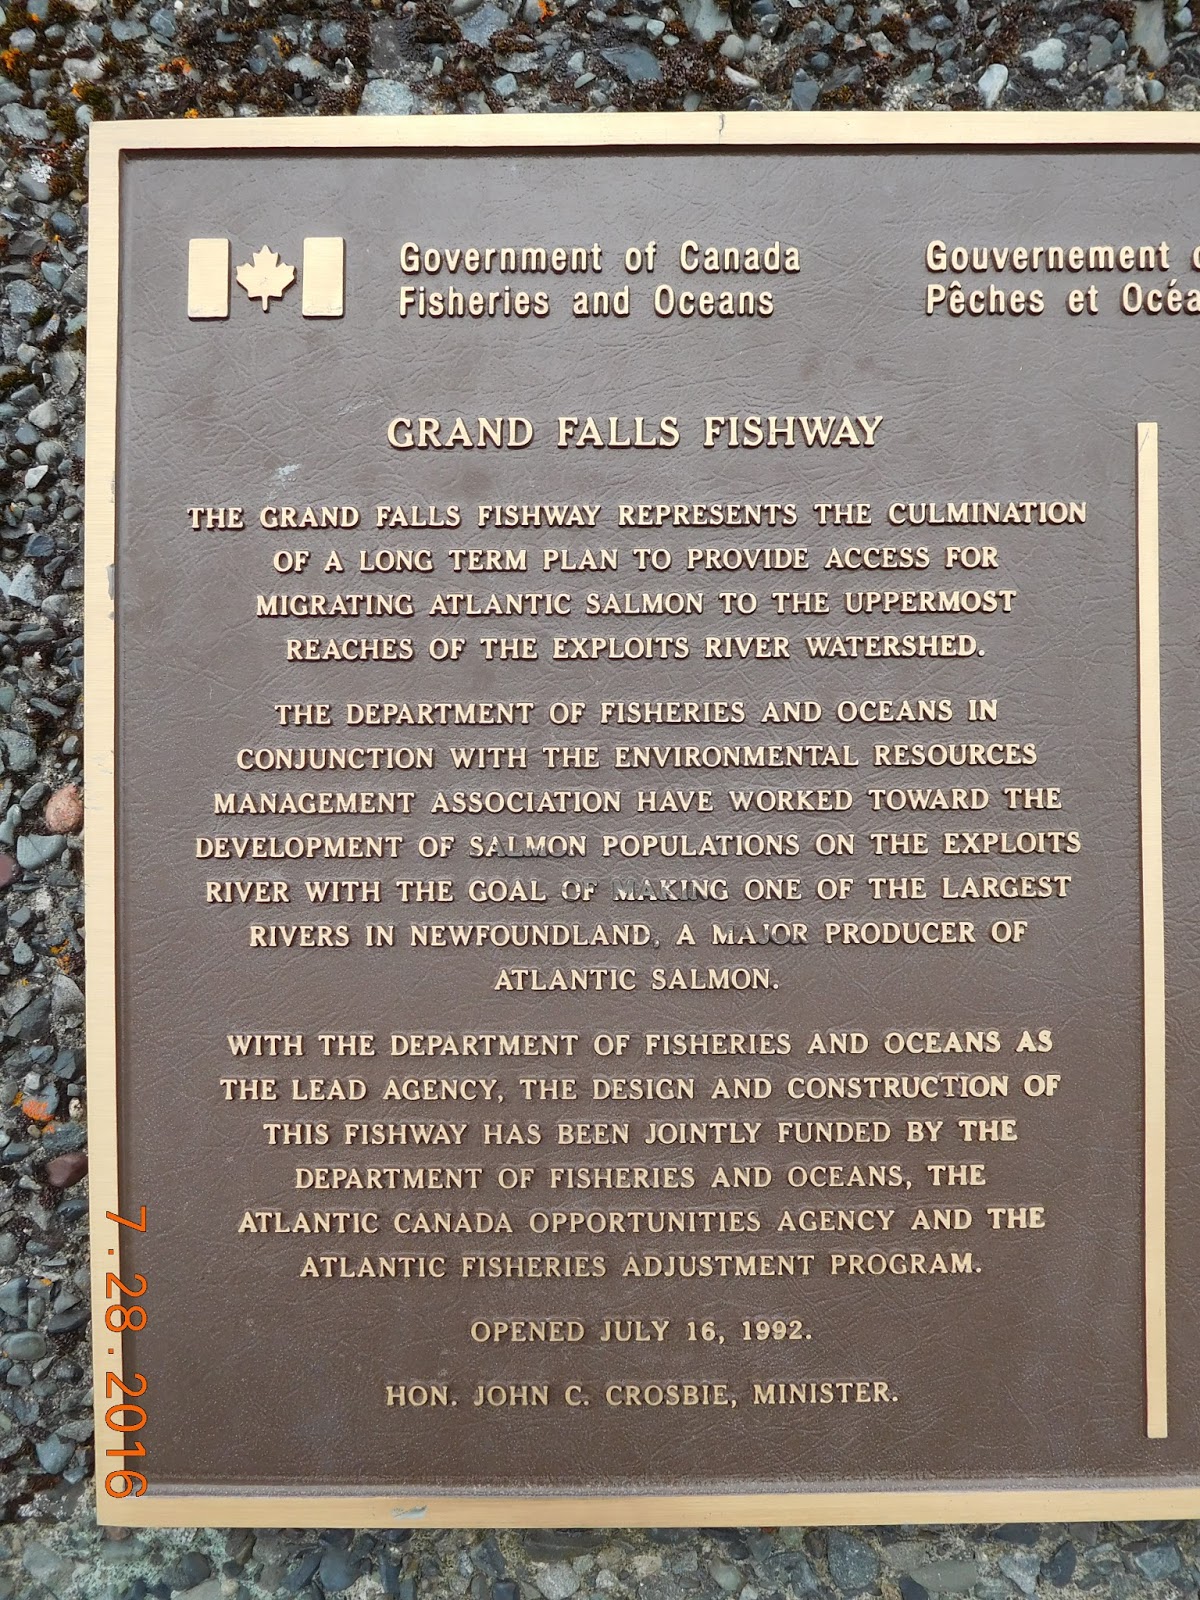 Government of Canada
Fisheries and Oceans
Gouvernement
Pêches et
GRAND FALLS FISHWAY
THE GRAND FALLS FISHWAY REPRESENTS THE CULMINATION
OF A LONG TERM PLAN TO PROVIDE ACCESS FOR
MIGRATING ATLANTIC SALMON TO THE UPPERMOST
REACHES OF THE EXPLOITS RIVER WATERSHED.
THE DEPARTMENT OF FISHERIES AND OCEANS IN
CONJUNCTION WITH THE ENVIRONMENTAL RESOURCES
MANAGEMENT ASSOCIATION HAVE WORKED TOWARD THE
DEVELOPMENT OF SALMON POPULATIONS ON THE EXPLOITS
RIVER WITH THE GOAL OF MAKING ONE OF THE LARGEST
RIVERS IN NEWFOUNDLAND, A MAJOR PRODUCER OF
ATLANTIC SALMON.
WITH THE DEPARTMENT OF FISHERIES AND OCEANS AS
THE LEAD AGENCY, THE DESIGN AND CONSTRUCTION OF
THIS FISHWAY HAS BEEN JOINTLY FUNDED BY THE
DEPARTMENT OF FISHERIES AND OCEANS, THE
ATLANTIC CANADA OPPORTUNITIES AGENCY AND THE
ATLANTIC FISHERIES ADJUSTMENT PROGRAM.
OPENED JULY 16, 1992.
HON. JOHN C. CROSBIE, MINISTER.
7.28.2016